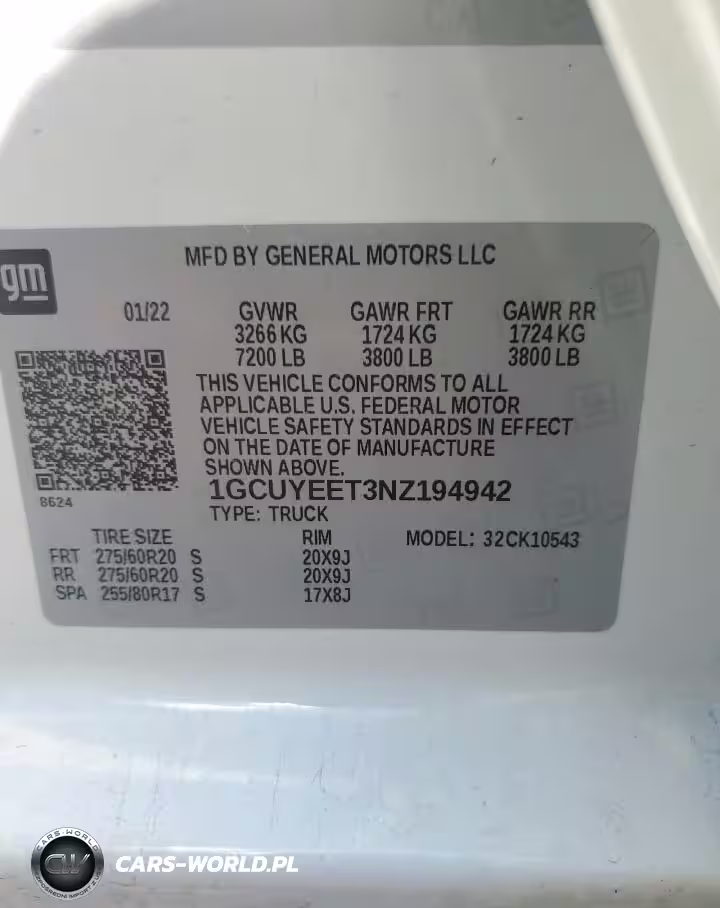 gm
MFD BY GENERAL MOTORS LLC
01/22 GVWR GAWR FRT GAWR RR
3266 KG 1724 KG 1724 KG
7200 LB 3800 LB 3800 LB
THIS VEHICLE CONFORMS TO ALL
APPLICABLE U.S. FEDERAL MOTOR
VEHICLE SAFETY STANDARDS IN EFFECT
ON THE DATE OF MANUFACTURE
SHOWN ABOVE.
8624
1GCUYEET3NZ194942
TYPE: TRUCK
TIRE SIZE RIM MODEL: 32CK10543
FRT 275/60R20 S 20X9J
RR 275/60R20 S 20X9J
SPA 255/80R17 S 17X8J
CARS-WORLD
CW
CARS-WORLD.PL